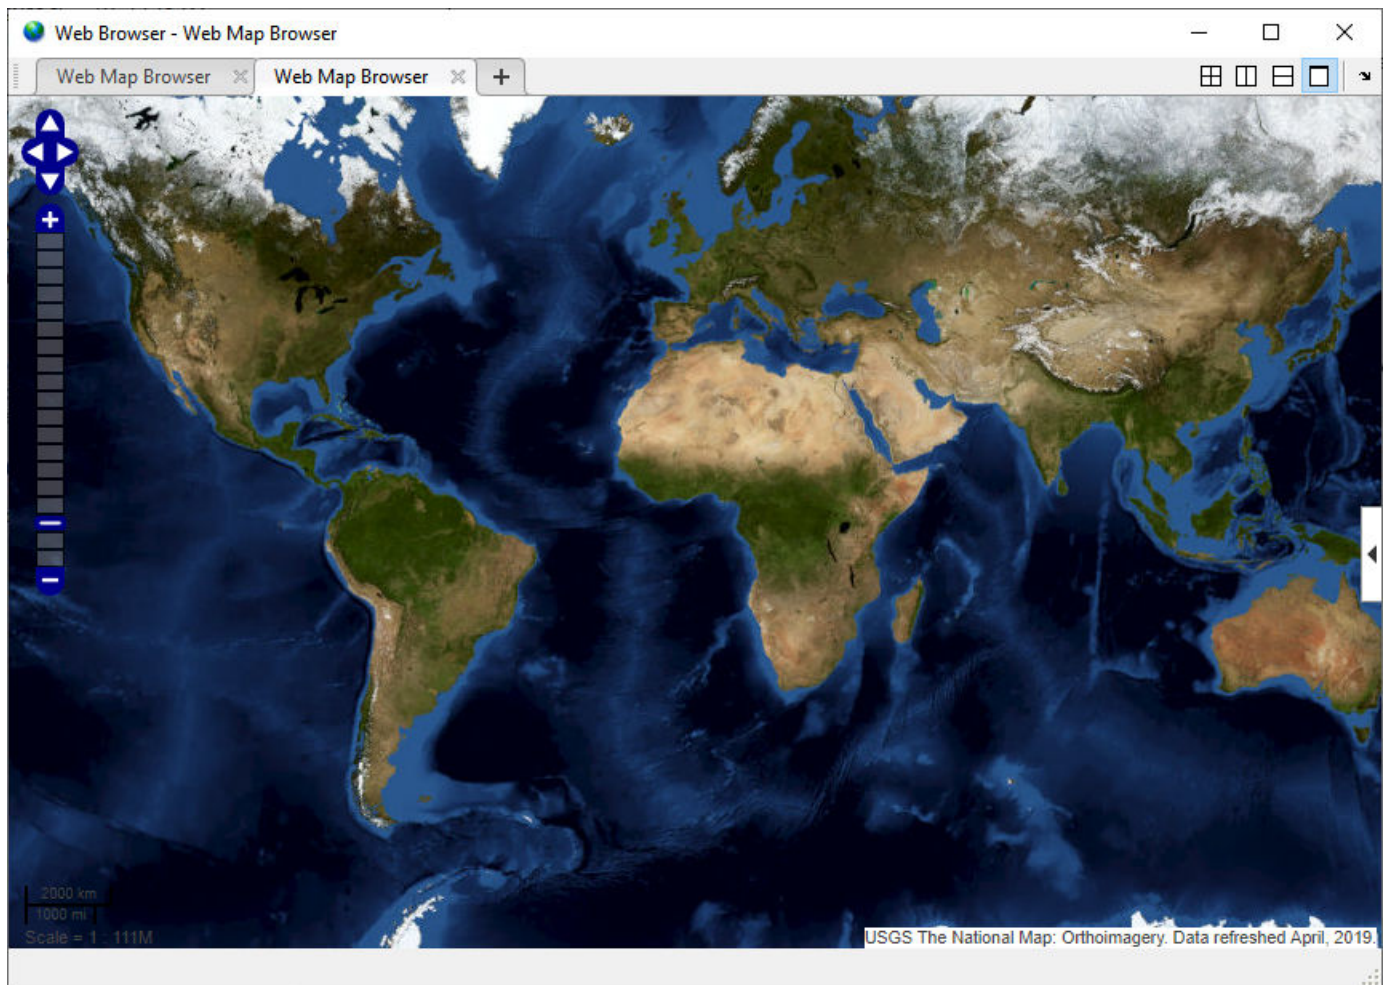 Web Browser - Web Map Browser
Web Map Browser
Web Map Browser
2000 km
1000 mi
Scale = 1 : 111M
USGS The National Map: Orthoimagery. Data refreshed April, 2019.